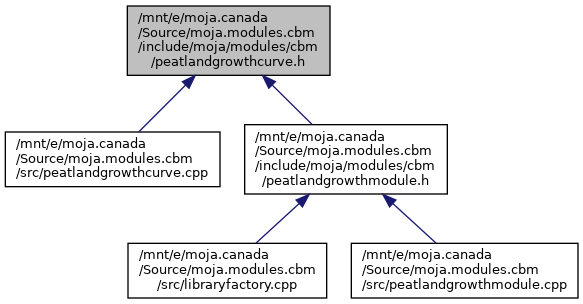 /mnt/e/moja.canada
/Source/moja.modules.cbm
/include/moja/modules/cbm
/peatlandgrowthcurve.h
/mnt/e/moja.canada
/Source/moja.modules.cbm
/src/peatlandgrowthcurve.cpp
/mnt/e/moja.canada
/Source/moja.modules.cbm
/include/moja/modules/cbm
/peatlandgrowthmodule.h
/mnt/e/moja.canada
/Source/moja.modules.cbm
/src/libraryfactory.cpp
/mnt/e/moja.canada
/Source/moja.modules.cbm
/src/peatlandgrowthmodule.cpp